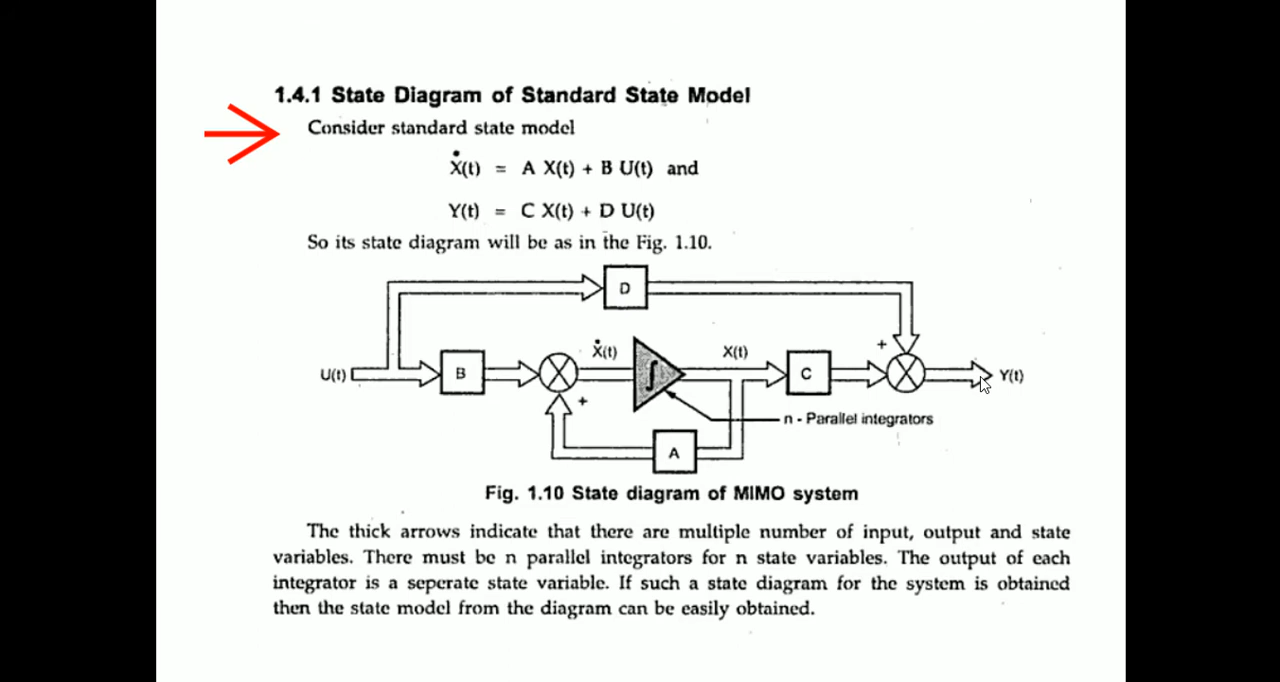 1.4.1 State Diagram of Standard State Model
Consider standard state model
Ẋ(t) = A X(t) + B U(t) and
Y(t) = C X(t) + D U(t)
So its state diagram will be as in the Fig. 1.10.
D
+
Ẋ(t)
X(t)
U(t)
B
∫
C
Y(t)
+
n - Parallel integrators
A
Fig. 1.10 State diagram of MIMO system
The thick arrows indicate that there are multiple number of input, output and state
variables. There must be n parallel integrators for n state variables. The output of each
integrator is a seperate state variable. If such a state diagram for the system is obtained
then the state model from the diagram can be easily obtained.